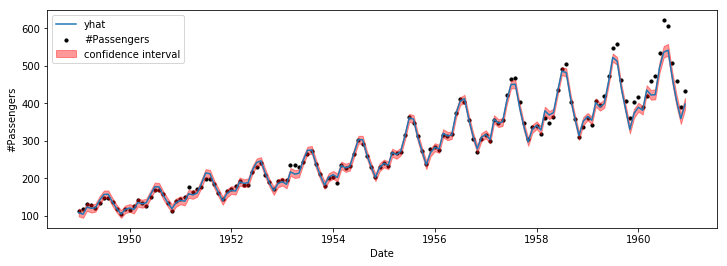 yhat
#Passengers
confidence interval
600
500
400
300
200
100
#Passengers
1950
1952
1954
1956
1958
1960
Date